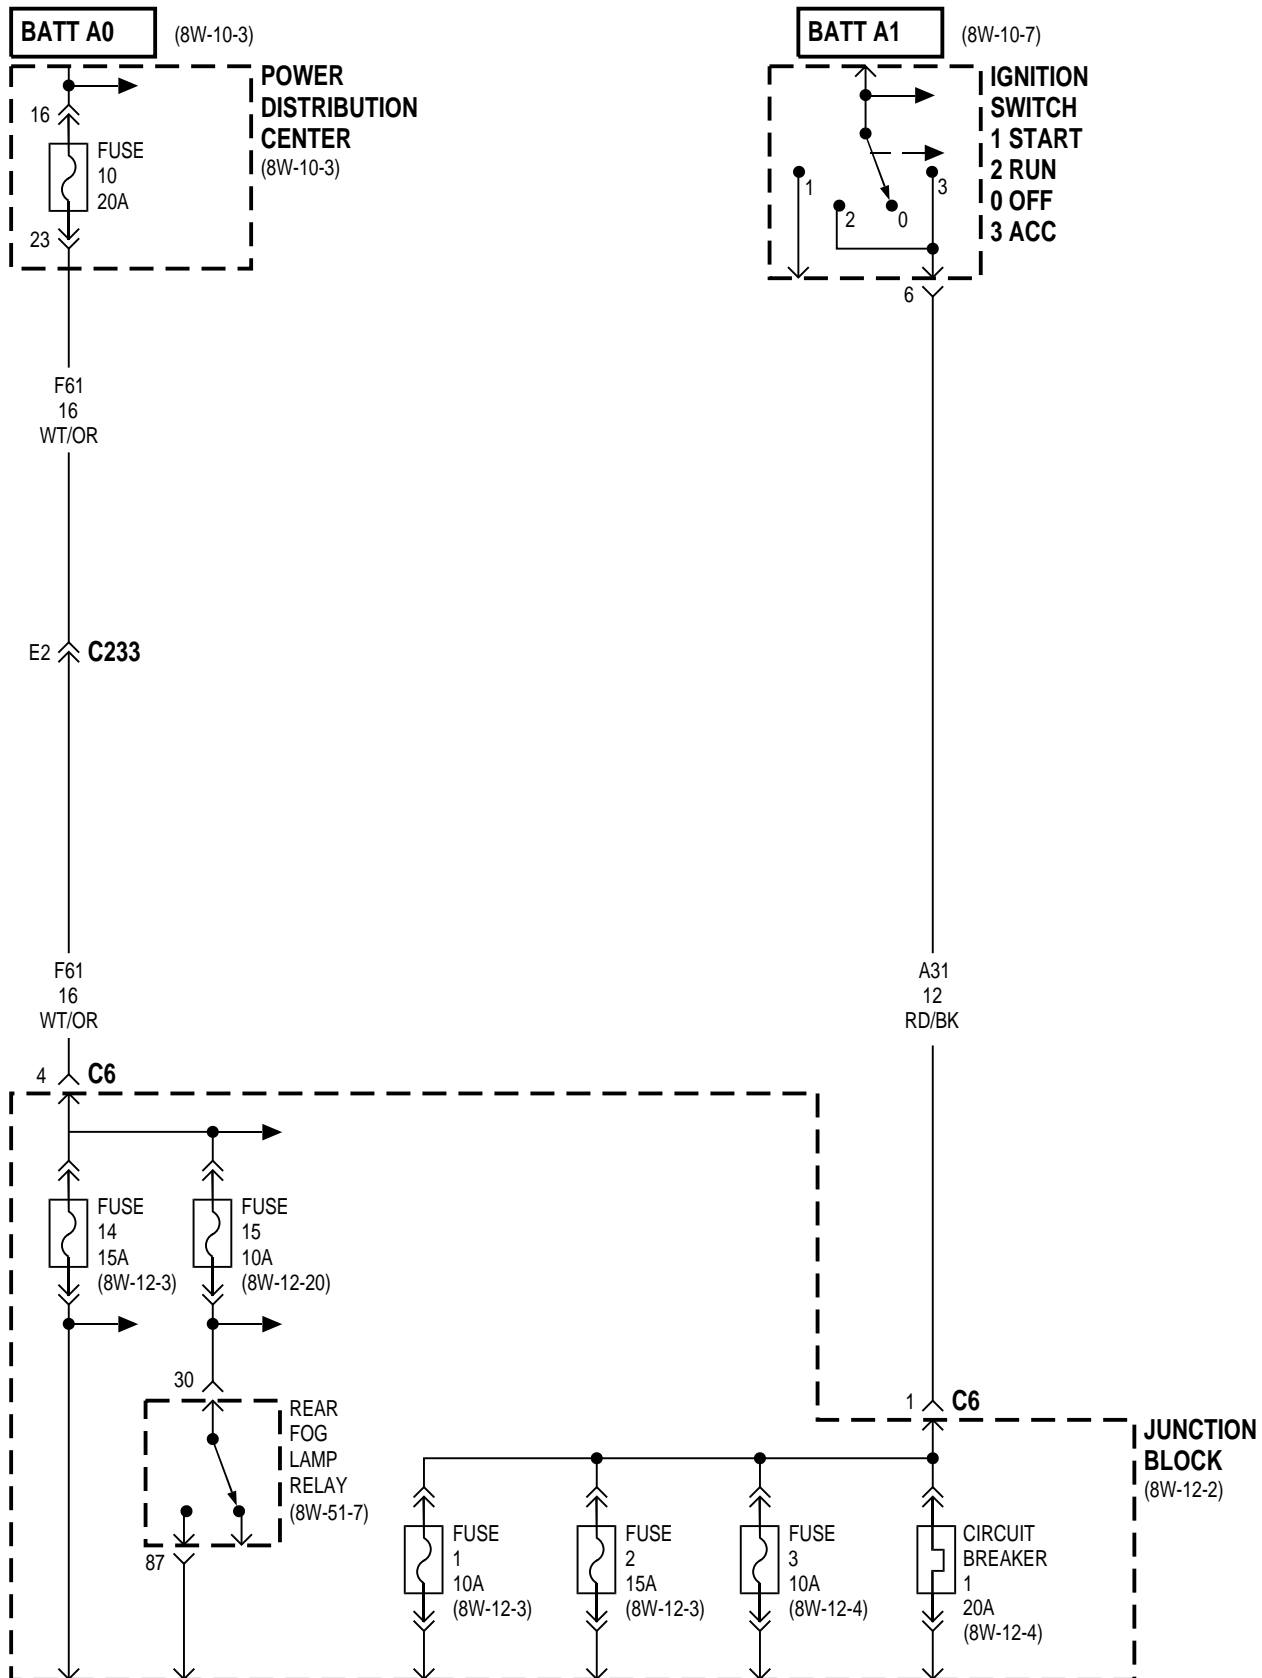 BATT A0 (8W-10-3)
POWER
DISTRIBUTION
CENTER
(8W-10-3)
16
FUSE
10
20A
23
BATT A1 (8W-10-7)
IGNITION
SWITCH
1 START
2 RUN
0 OFF
3 ACC
1
2
0
3
6
F61
16
WT/OR
E2 C233
F61
16
WT/OR
A31
12
RD/BK
4 C6
FUSE
14
15A
(8W-12-3)
FUSE
15
10A
(8W-12-20)
30
REAR
FOG
LAMP
RELAY
(8W-51-7)
87
1 C6
JUNCTION
BLOCK
(8W-12-2)
FUSE
1
10A
(8W-12-3)
FUSE
2
15A
(8W-12-3)
FUSE
3
10A
(8W-12-4)
CIRCUIT
BREAKER
1
20A
(8W-12-4)